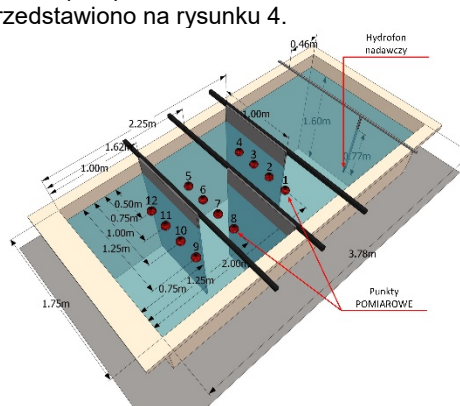 rzedstawiono na rysunku 4.
Hydrofon
nadawczy
0.46m
2.25m
1.62m
1.00m
1.00m
1.60m
0.77m
4
3
2
1
5
6
7
8
12
11
10
9
0.50m
0.75m
1.00m
1.25m
2.00m
1.25m
0.75m
1.75m
3.78m
Punkty
POMIAROWE